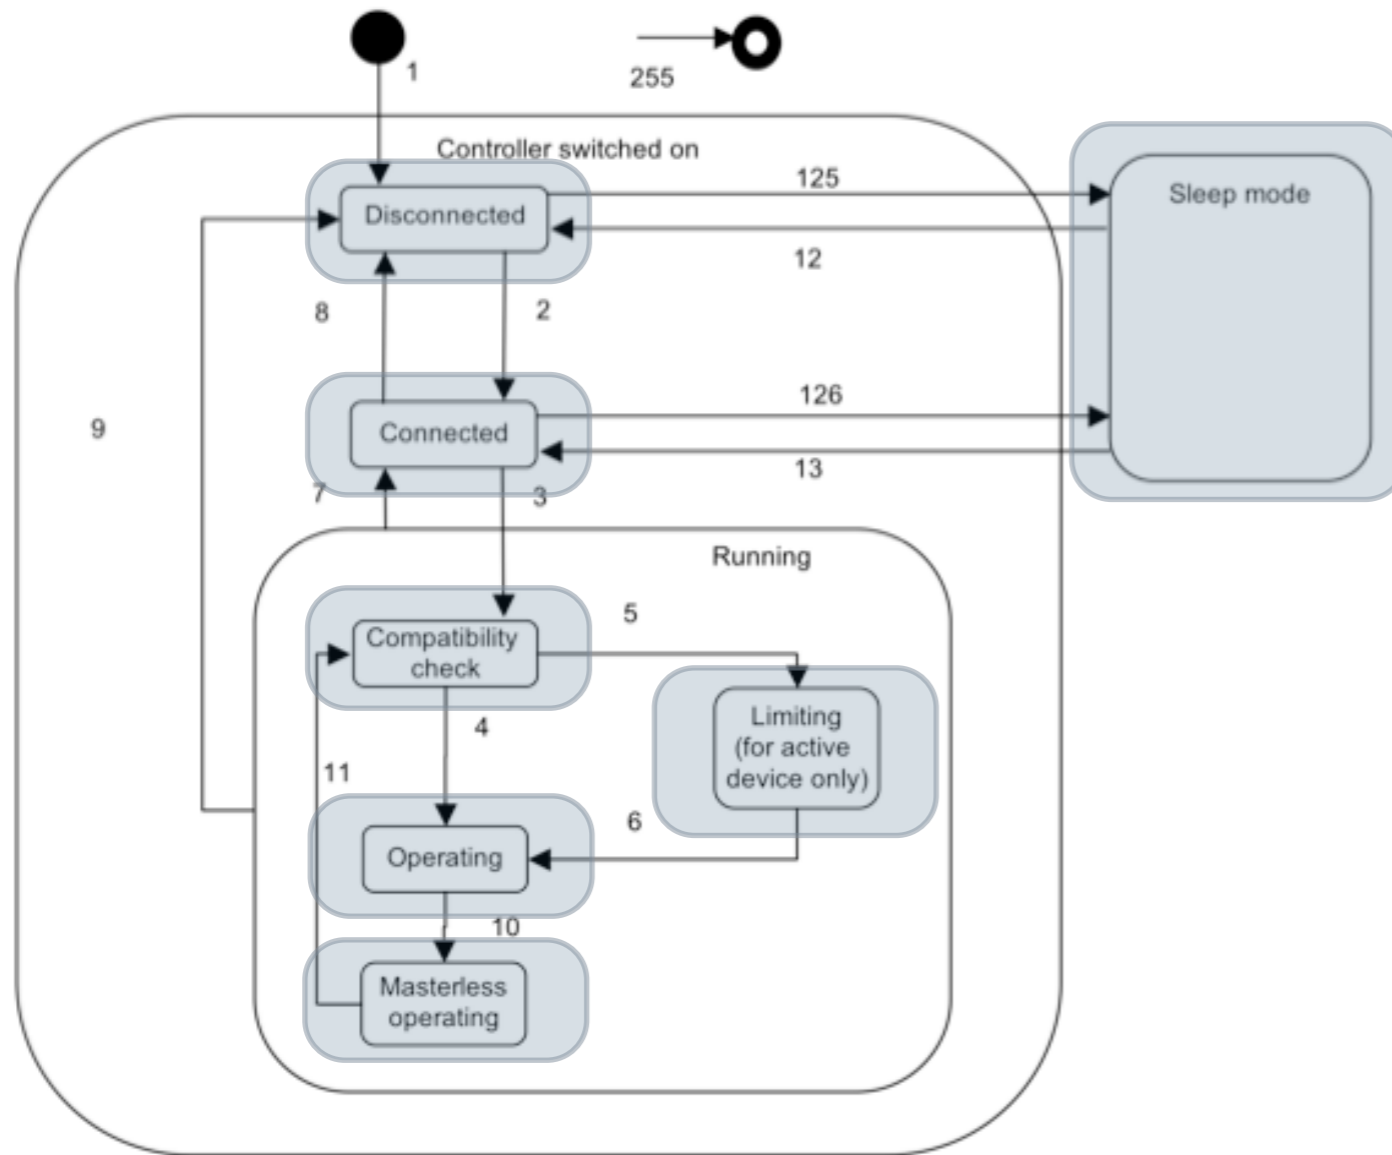 1
255
Controller switched on
125
Sleep mode
Disconnected
12
8
2
126
9
Connected
13
7
3
Running
5
Compatibility
check
Limiting
(for active
device only)
4
11
6
Operating
10
Masterless
operating